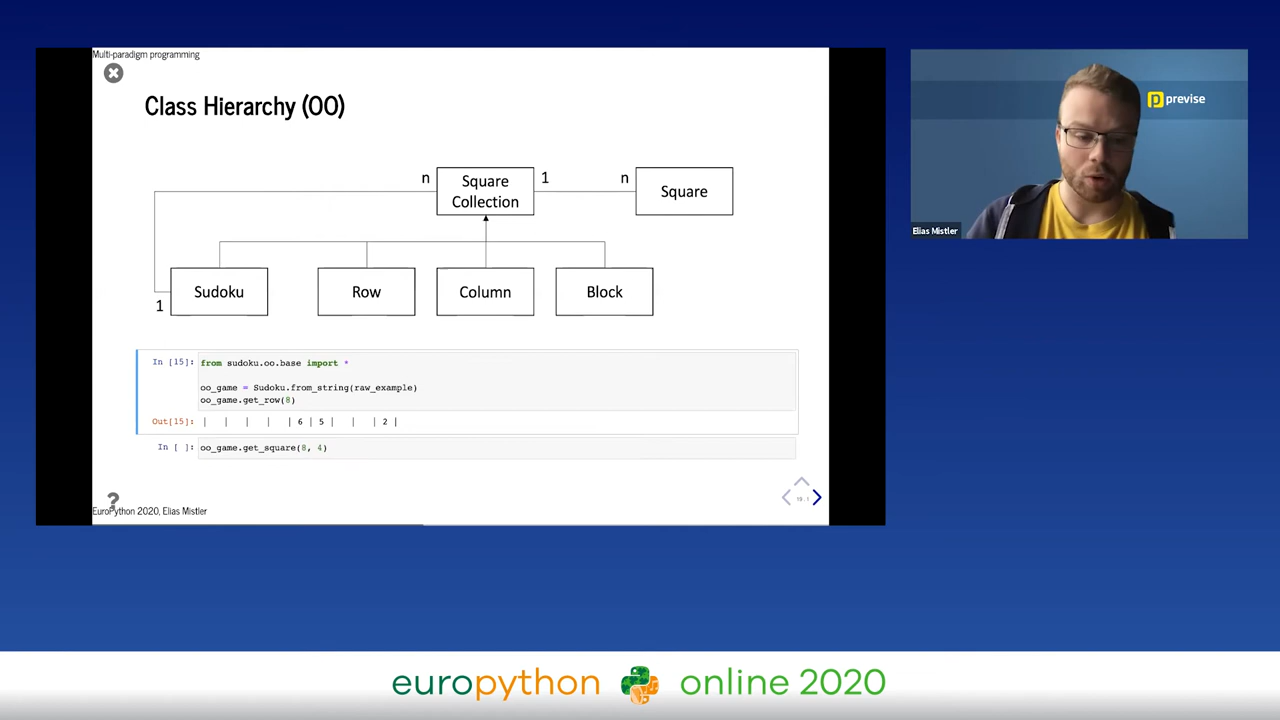 Multi-paradigm programming
Class Hierarchy (OO)
n
Square
Collection
1
n
Square
1
Sudoku
Row
Column
Block
In [15]:
from sudoku.oo.base import *
oo_game = Sudoku.from_string(raw_example)
oo_game.get_row(8)
Out[15]:
| | | | | 6 | 5 | | | 2 |
In [ ]:
oo_game.get_square(8, 4)
?
19.1
EuroPython 2020, Elias Mistler
previse
Elias Mistler
europython online 2020